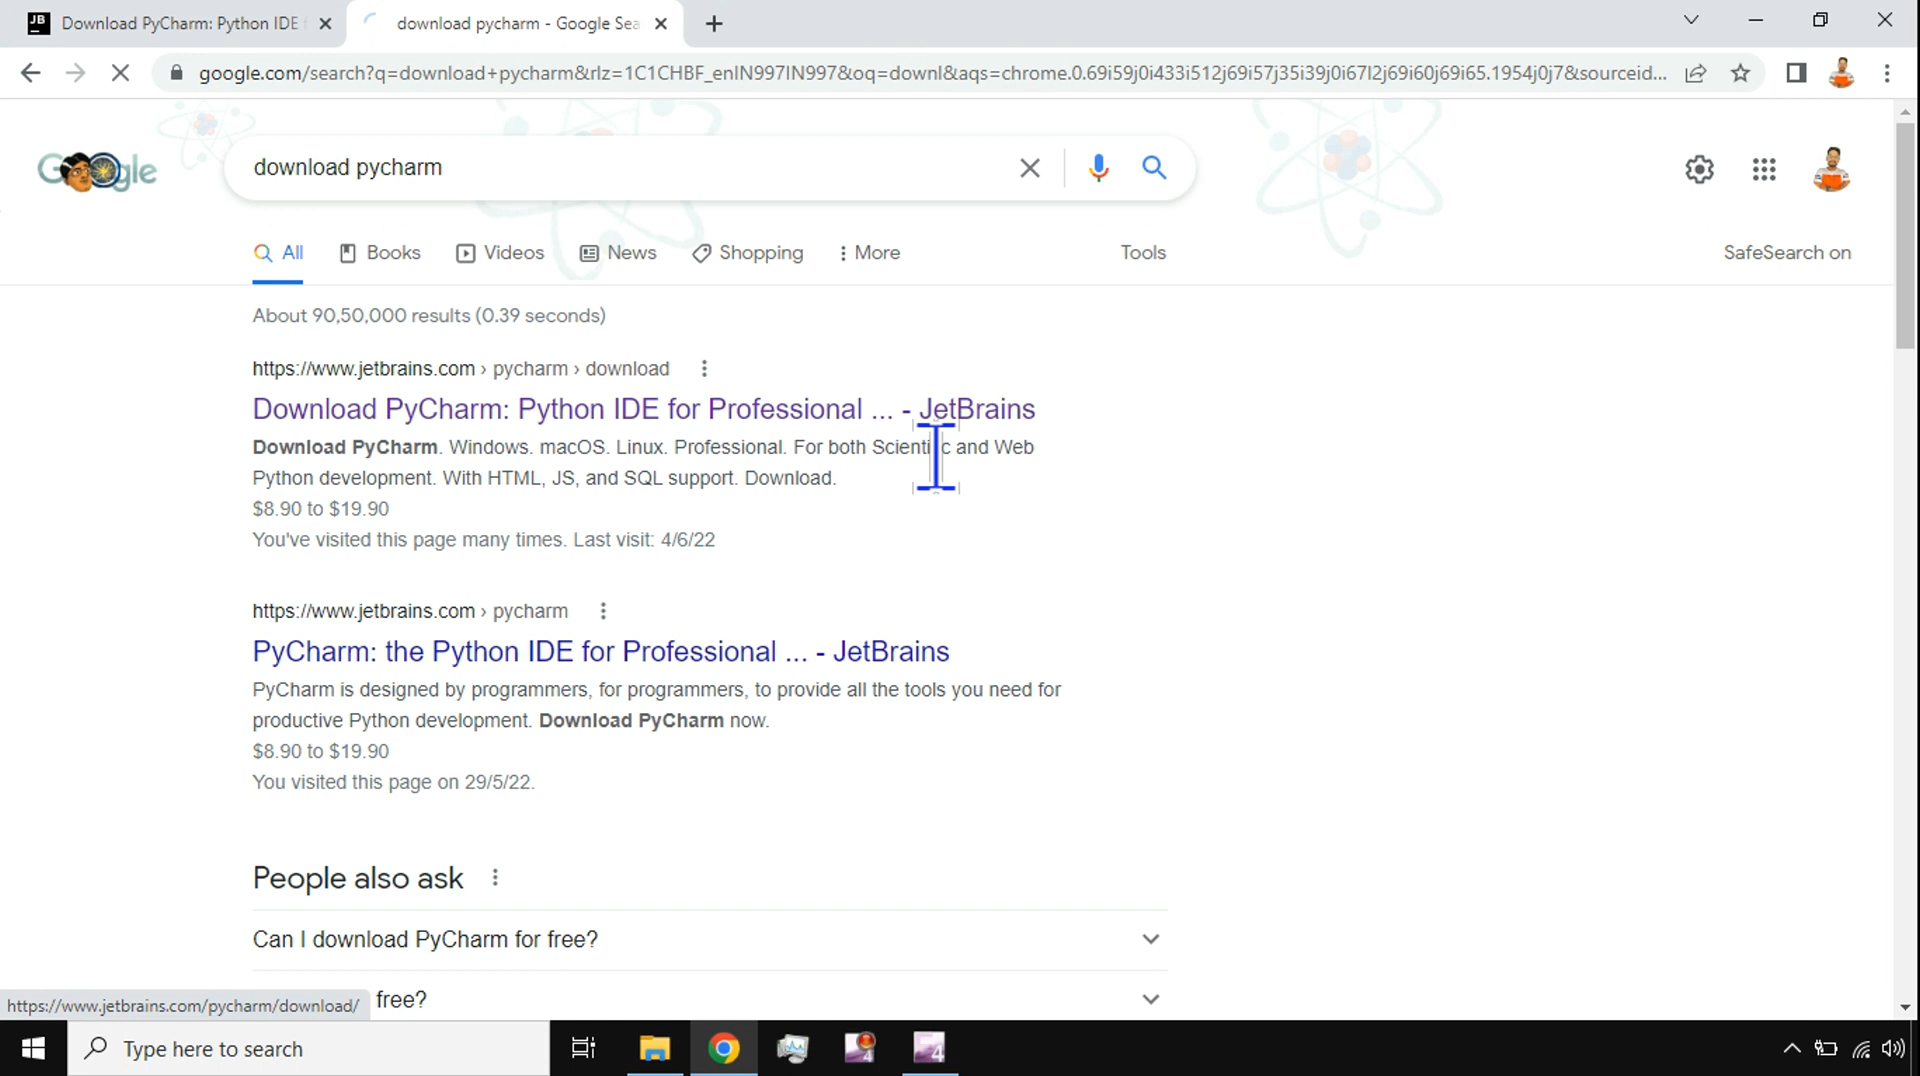 Download PyCharm: Python IDE
download pycharm - Google Sea
google.com/search?q=download+pycharm&rlz=1C1CHBF_enIN997IN997&oq=downl&aqs=chrome.0.69i59j0i433i512j69i57j35i39j0i67l2j69i60j69i65.1954j0j7&sourceid...
Google
download pycharm
All
Books
Videos
News
Shopping
More
Tools
SafeSearch on
About 90,50,000 results (0.39 seconds)
https://www.jetbrains.com › pycharm › download
Download PyCharm: Python IDE for Professional ... - JetBrains
Download PyCharm. Windows. macOS. Linux. Professional. For both Scientific and Web
Python development. With HTML, JS, and SQL support. Download.
$8.90 to $19.90
You've visited this page many times. Last visit: 4/6/22
https://www.jetbrains.com › pycharm
PyCharm: the Python IDE for Professional ... - JetBrains
PyCharm is designed by programmers, for programmers, to provide all the tools you need for
productive Python development. Download PyCharm now.
$8.90 to $19.90
You visited this page on 29/5/22.
People also ask
Can I download PyCharm for free?
free?
https://www.jetbrains.com/pycharm/download/
Type here to search